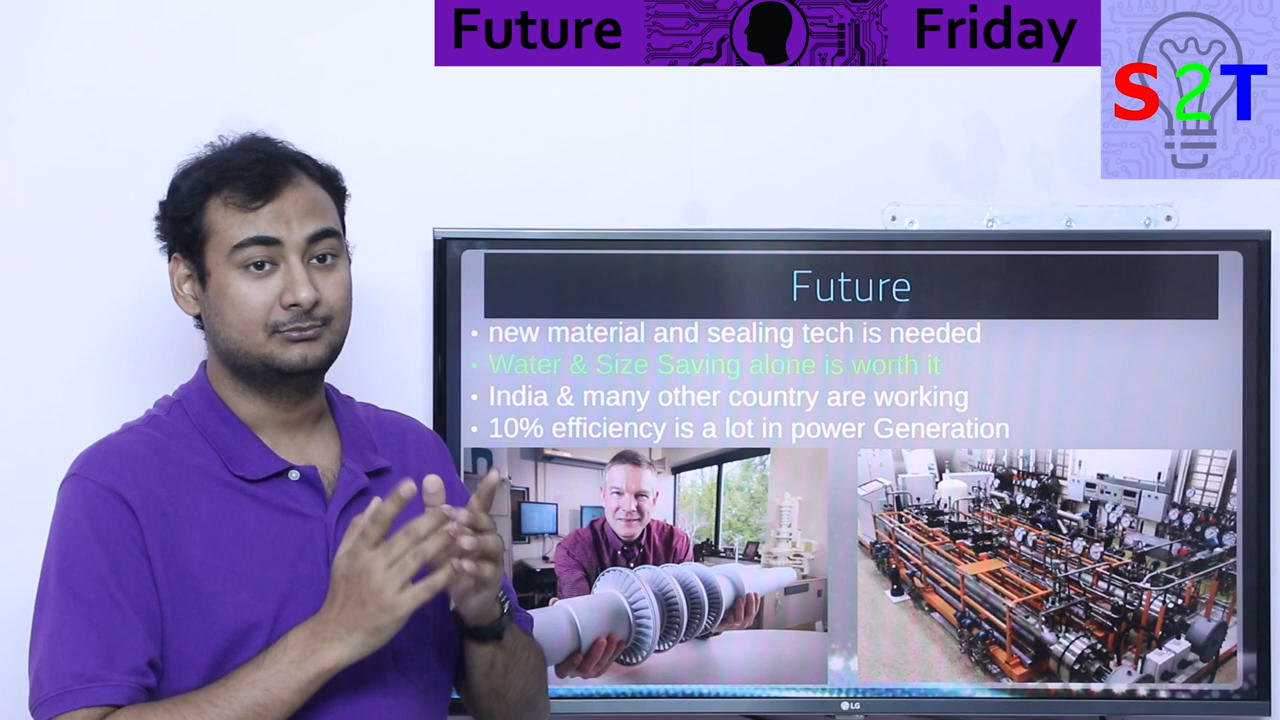 Future Friday
S2T
Future
• new material and sealing tech is needed
• Water & Size Saving alone is worth it
• India & many other country are working
• 10% efficiency is a lot in power Generation
LG